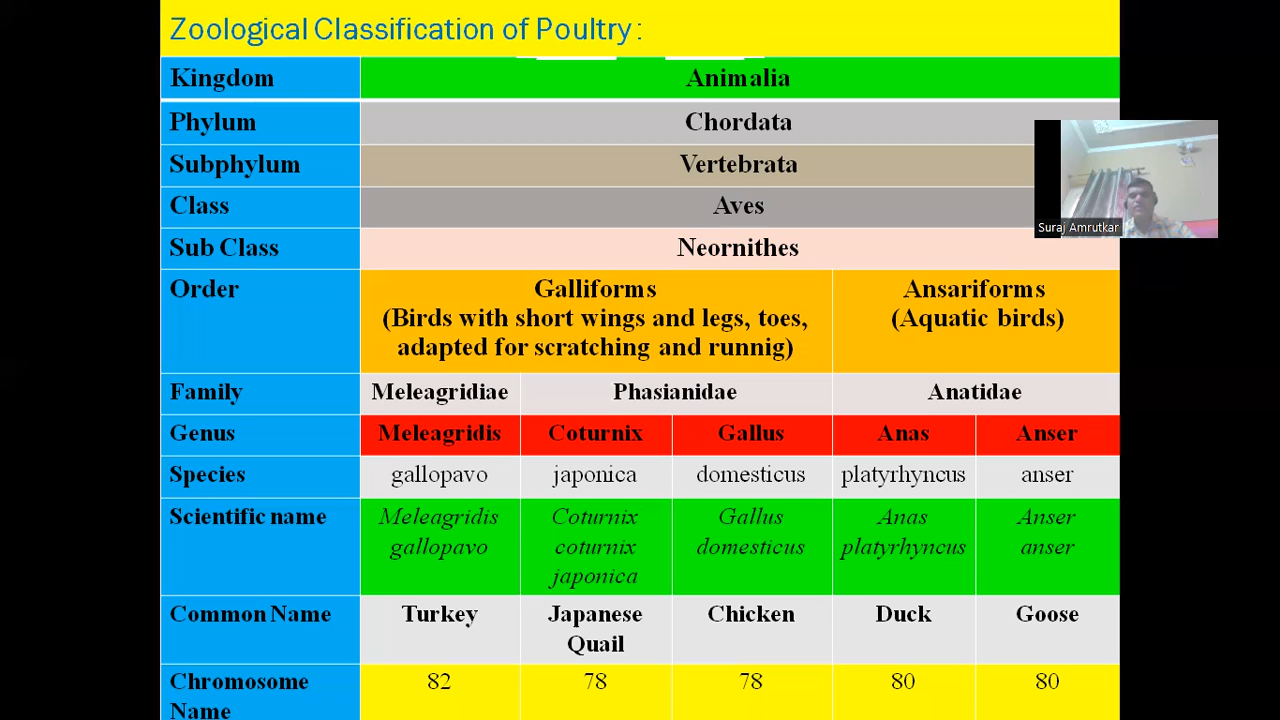 Zoological Classification of Poultry :
Kingdom Animalia
Phylum Chordata
Subphylum Vertebrata
Class Aves
Suraj Amrutkar
Sub Class Neornithes
Order Galliforms Ansariforms
(Birds with short wings and legs, toes, (Aquatic birds)
adapted for scratching and runnig)
Family Meleagridiae Phasianidae Anatidae
Genus Meleagridis Coturnix Gallus Anas Anser
Species gallopavo japonica domesticus platyrhyncus anser
Scientific name Meleagridis Coturnix Gallus Anas Anser
gallopavo coturnix domesticus platyrhyncus anser
japonica
Common Name Turkey Japanese Chicken Duck Goose
Quail
Chromosome 82 78 78 80 80
Name